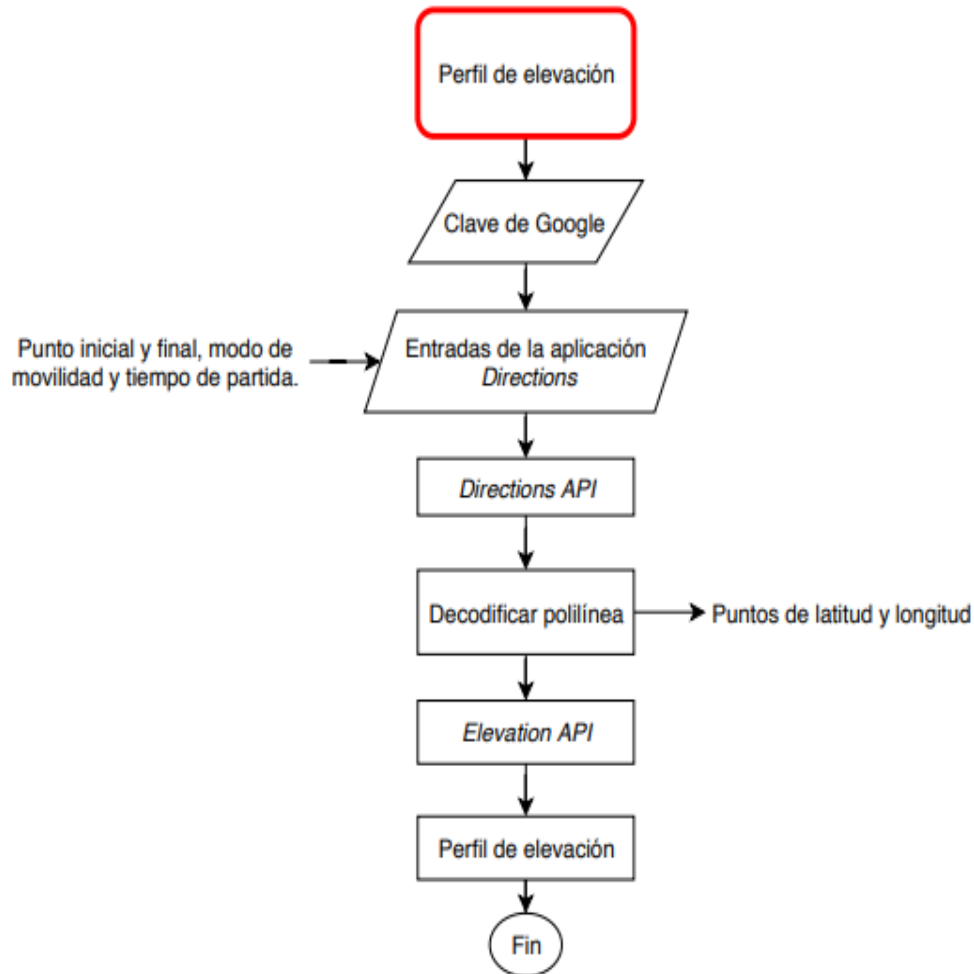 Perfil de elevación
Clave de Google
Punto inicial y final, modo de
movilidad y tiempo de partida.
Entradas de la aplicación
Directions
Directions API
Decodificar polilínea
Puntos de latitud y longitud
Elevation API
Perfil de elevación
Fin